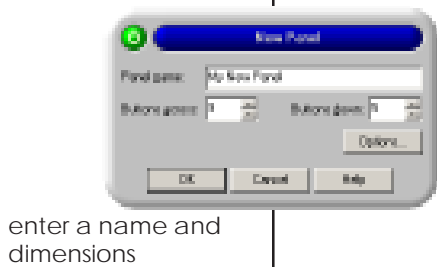 New Panel
Panel name: My New Panel
Buttons across: Buttons down:
Options...
OK Cancel Help
enter a name and
dimensions